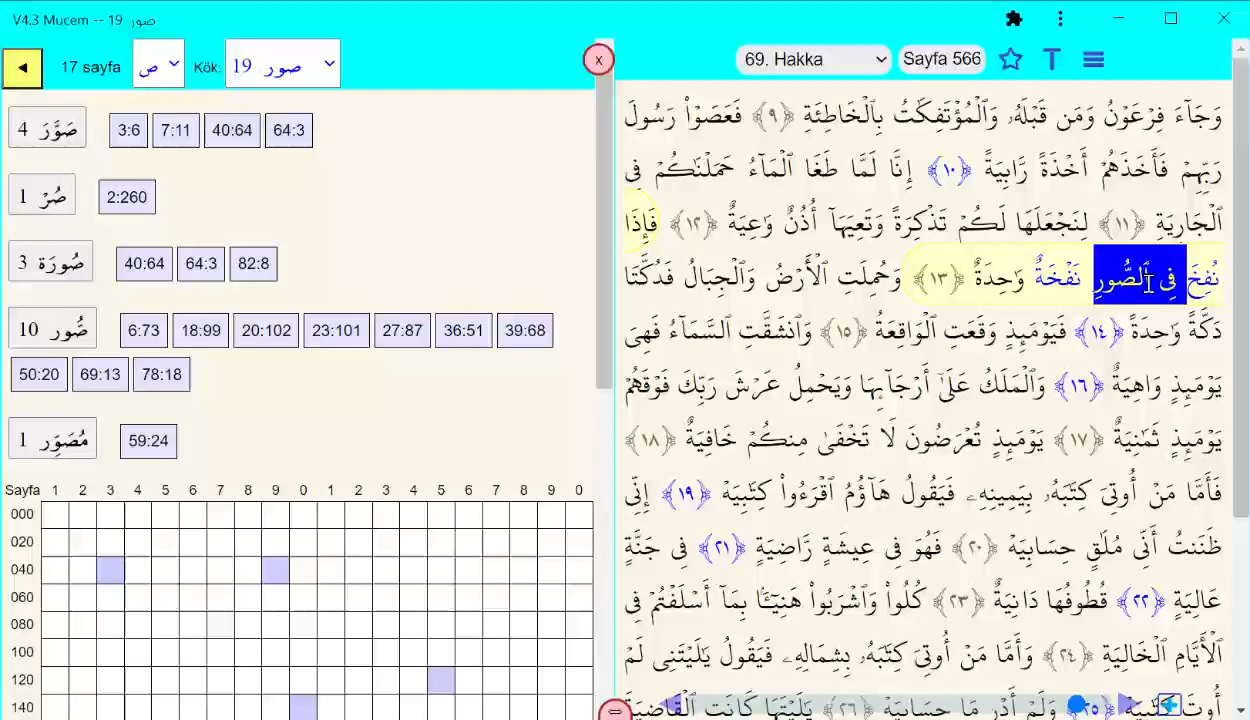 V4.3 Mucem -- صور 19
◄ 17 sayfa ص Kök: صور 19 x
صَوَّرَ 4 3:6 7:11 40:64 64:3
صُرْ 1 2:260
صُورَة 3 40:64 64:3 82:8
صُّور 10 6:73 18:99 20:102 23:101 27:87 36:51 39:68
50:20 69:13 78:18
مُصَوِّر 1 59:24
Sayfa 1 2 3 4 5 6 7 8 9 0 1 2 3 4 5 6 7 8 9 0
000
020
040
060
080
100
120
140
69. Hakka Sayfa 566
وَجَآءَ فِرْعَوْنُ وَمَن قَبْلَهُۥ وَٱلْمُؤْتَفِكَٰتُ بِٱلْخَاطِئَةِ ﴿٩﴾ فَعَصَوْا۟ رَسُولَ
رَبِّهِمْ فَأَخَذَهُمْ أَخْذَةً رَّابِيَةً ﴿١٠﴾ إِنَّا لَمَّا طَغَا ٱلْمَآءُ حَمَلْنَٰكُمْ فِى
ٱلْجَارِيَةِ ﴿١١﴾ لِنَجْعَلَهَا لَكُمْ تَذْكِرَةً وَتَعِيَهَآ أُذُنٌ وَٰعِيَةٌ ﴿١٢﴾ فَإِذَا
نُفِخَ فِى ٱلصُّورِ نَفْخَةٌ وَٰحِدَةٌ ﴿١٣﴾ وَحُمِلَتِ ٱلْأَرْضُ وَٱلْجِبَالُ فَدُكَّتَا
دَكَّةً وَٰحِدَةً ﴿١٤﴾ فَيَوْمَئِذٍ وَقَعَتِ ٱلْوَاقِعَةُ ﴿١٥﴾ وَٱنشَقَّتِ ٱلسَّمَآءُ فَهِىَ
يَوْمَئِذٍ وَاهِيَةٌ ﴿١٦﴾ وَٱلْمَلَكُ عَلَىٰٓ أَرْجَآئِهَا وَيَحْمِلُ عَرْشَ رَبِّكَ فَوْقَهُمْ
يَوْمَئِذٍ ثَمَٰنِيَةٌ ﴿١٧﴾ يَوْمَئِذٍ تُعْرَضُونَ لَا تَخْفَىٰ مِنكُمْ خَافِيَةٌ ﴿١٨﴾
فَأَمَّا مَنْ أُوتِىَ كِتَٰبَهُۥ بِيَمِينِهِۦ فَيَقُولُ هَآؤُمُ ٱقْرَءُوا۟ كِتَٰبِيَهْ ﴿١٩﴾ إِنِّى
ظَنَنتُ أَنِّى مُلَٰقٍ حِسَابِيَهْ ﴿٢٠﴾ فَهُوَ فِى عِيشَةٍ رَّاضِيَةٍ ﴿٢١﴾ فِى جَنَّةٍ
عَالِيَةٍ ﴿٢٢﴾ قُطُوفُهَا دَانِيَةٌ ﴿٢٣﴾ كُلُوا۟ وَٱشْرَبُوا۟ هَنِيٓـًٔۢا بِمَآ أَسْلَفْتُمْ فِى
ٱلْأَيَّامِ ٱلْخَالِيَةِ ﴿٢٤﴾ وَأَمَّا مَنْ أُوتِىَ كِتَٰبَهُۥ بِشِمَالِهِۦ فَيَقُولُ يَٰلَيْتَنِى لَمْ
أُوتَ كِتَٰبِيَهْ ﴿٢٥﴾ وَلَمْ أَدْرِ مَا حِسَابِيَهْ ﴿٢٦﴾ يَٰلَيْتَهَا كَانَتِ ٱلْقَاضِيَةَ